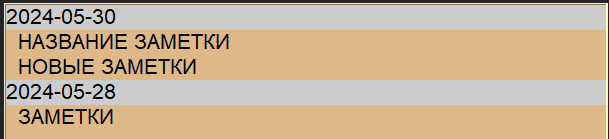 2024-05-30
НАЗВАНИЕ ЗАМЕТКИ
НОВЫЕ ЗАМЕТКИ
2024-05-28
ЗАМЕТКИ